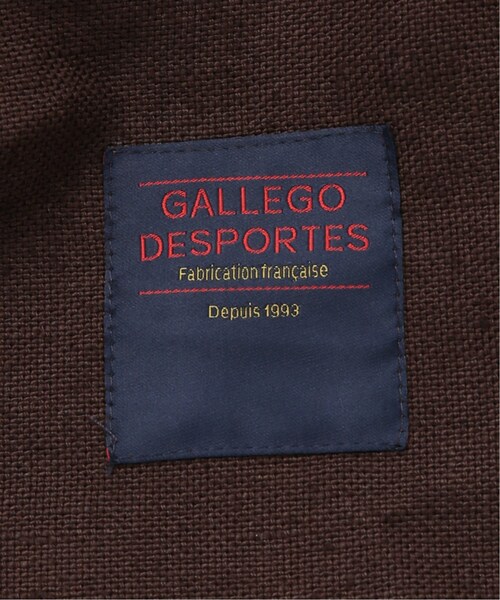 GALLEGO
DESPORTES
Fabrication française
Depuis 1993